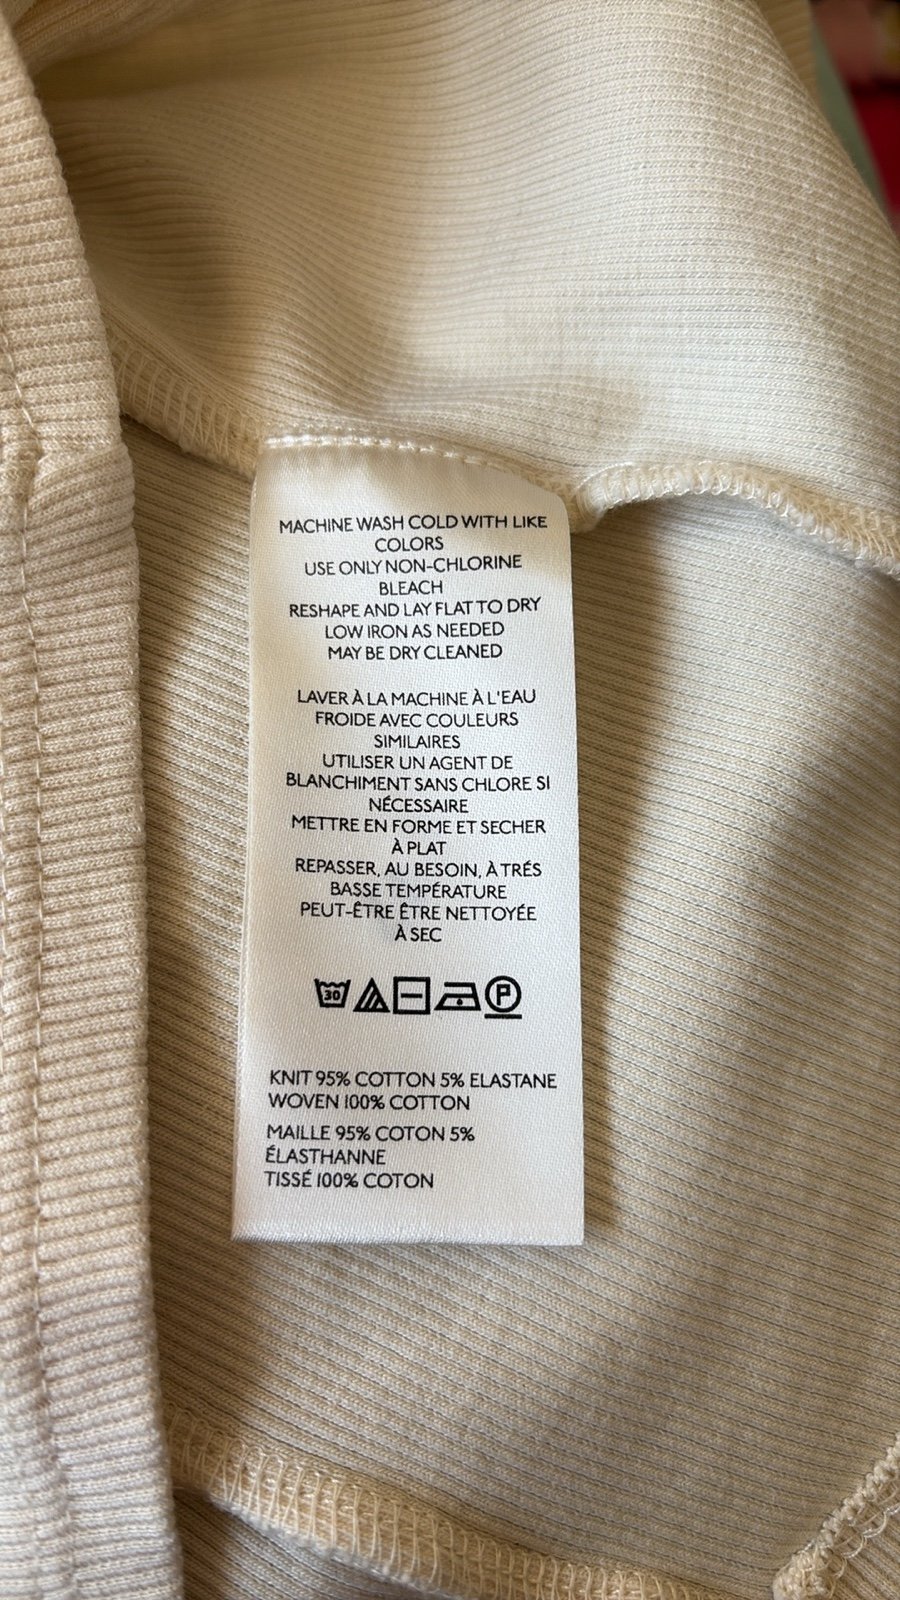 MACHINE WASH COLD WITH LIKE
COLORS
USE ONLY NON-CHLORINE
BLEACH
RESHAPE AND LAY FLAT TO DRY
LOW IRON AS NEEDED
MAY BE DRY CLEANED
LAVER À LA MACHINE À L'EAU
FROIDE AVEC COULEURS
SIMILAIRES
UTILISER UN AGENT DE
BLANCHIMENT SANS CHLORE SI
NÉCESSAIRE
METTRE EN FORME ET SECHER
À PLAT
REPASSER, AU BESOIN, À TRÉS
BASSE TEMPÉRATURE
PEUT-ÊTRE ÊTRE NETTOYÉE
À SEC
30 P
KNIT 95% COTTON 5% ELASTANE
WOVEN 100% COTTON
MAILLE 95% COTON 5%
ÉLASTHANNE
TISSÉ 100% COTON